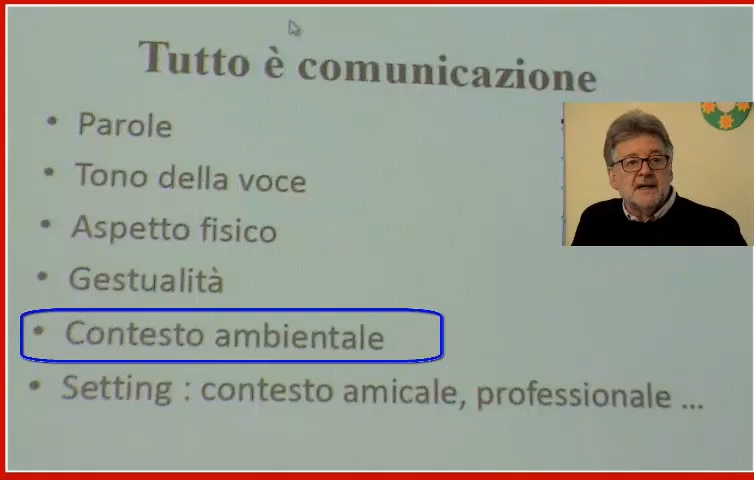 Tutto è comunicazione
• Parole
• Tono della voce
• Aspetto fisico
• Gestualità
• Contesto ambientale
• Setting : contesto amicale, professionale ...